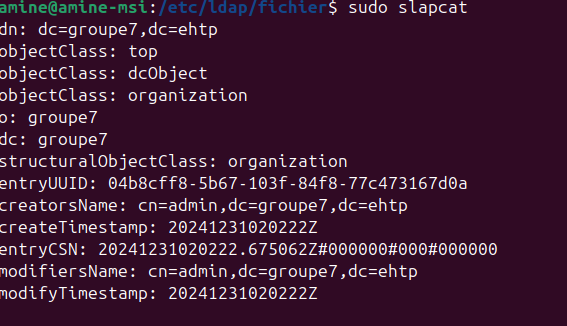 amine@amine-msi:/etc/ldap/fichier$ sudo slapcat
dn: dc=groupe7,dc=ehtp
objectClass: top
objectClass: dcObject
objectClass: organization
o: groupe7
dc: groupe7
structuralObjectClass: organization
entryUUID: 04b8cff8-5b67-103f-84f8-77c473167d0a
creatorsName: cn=admin,dc=groupe7,dc=ehtp
createTimestamp: 20241231020222Z
entryCSN: 20241231020222.675062Z#000000#000#000000
modifiersName: cn=admin,dc=groupe7,dc=ehtp
modifyTimestamp: 20241231020222Z